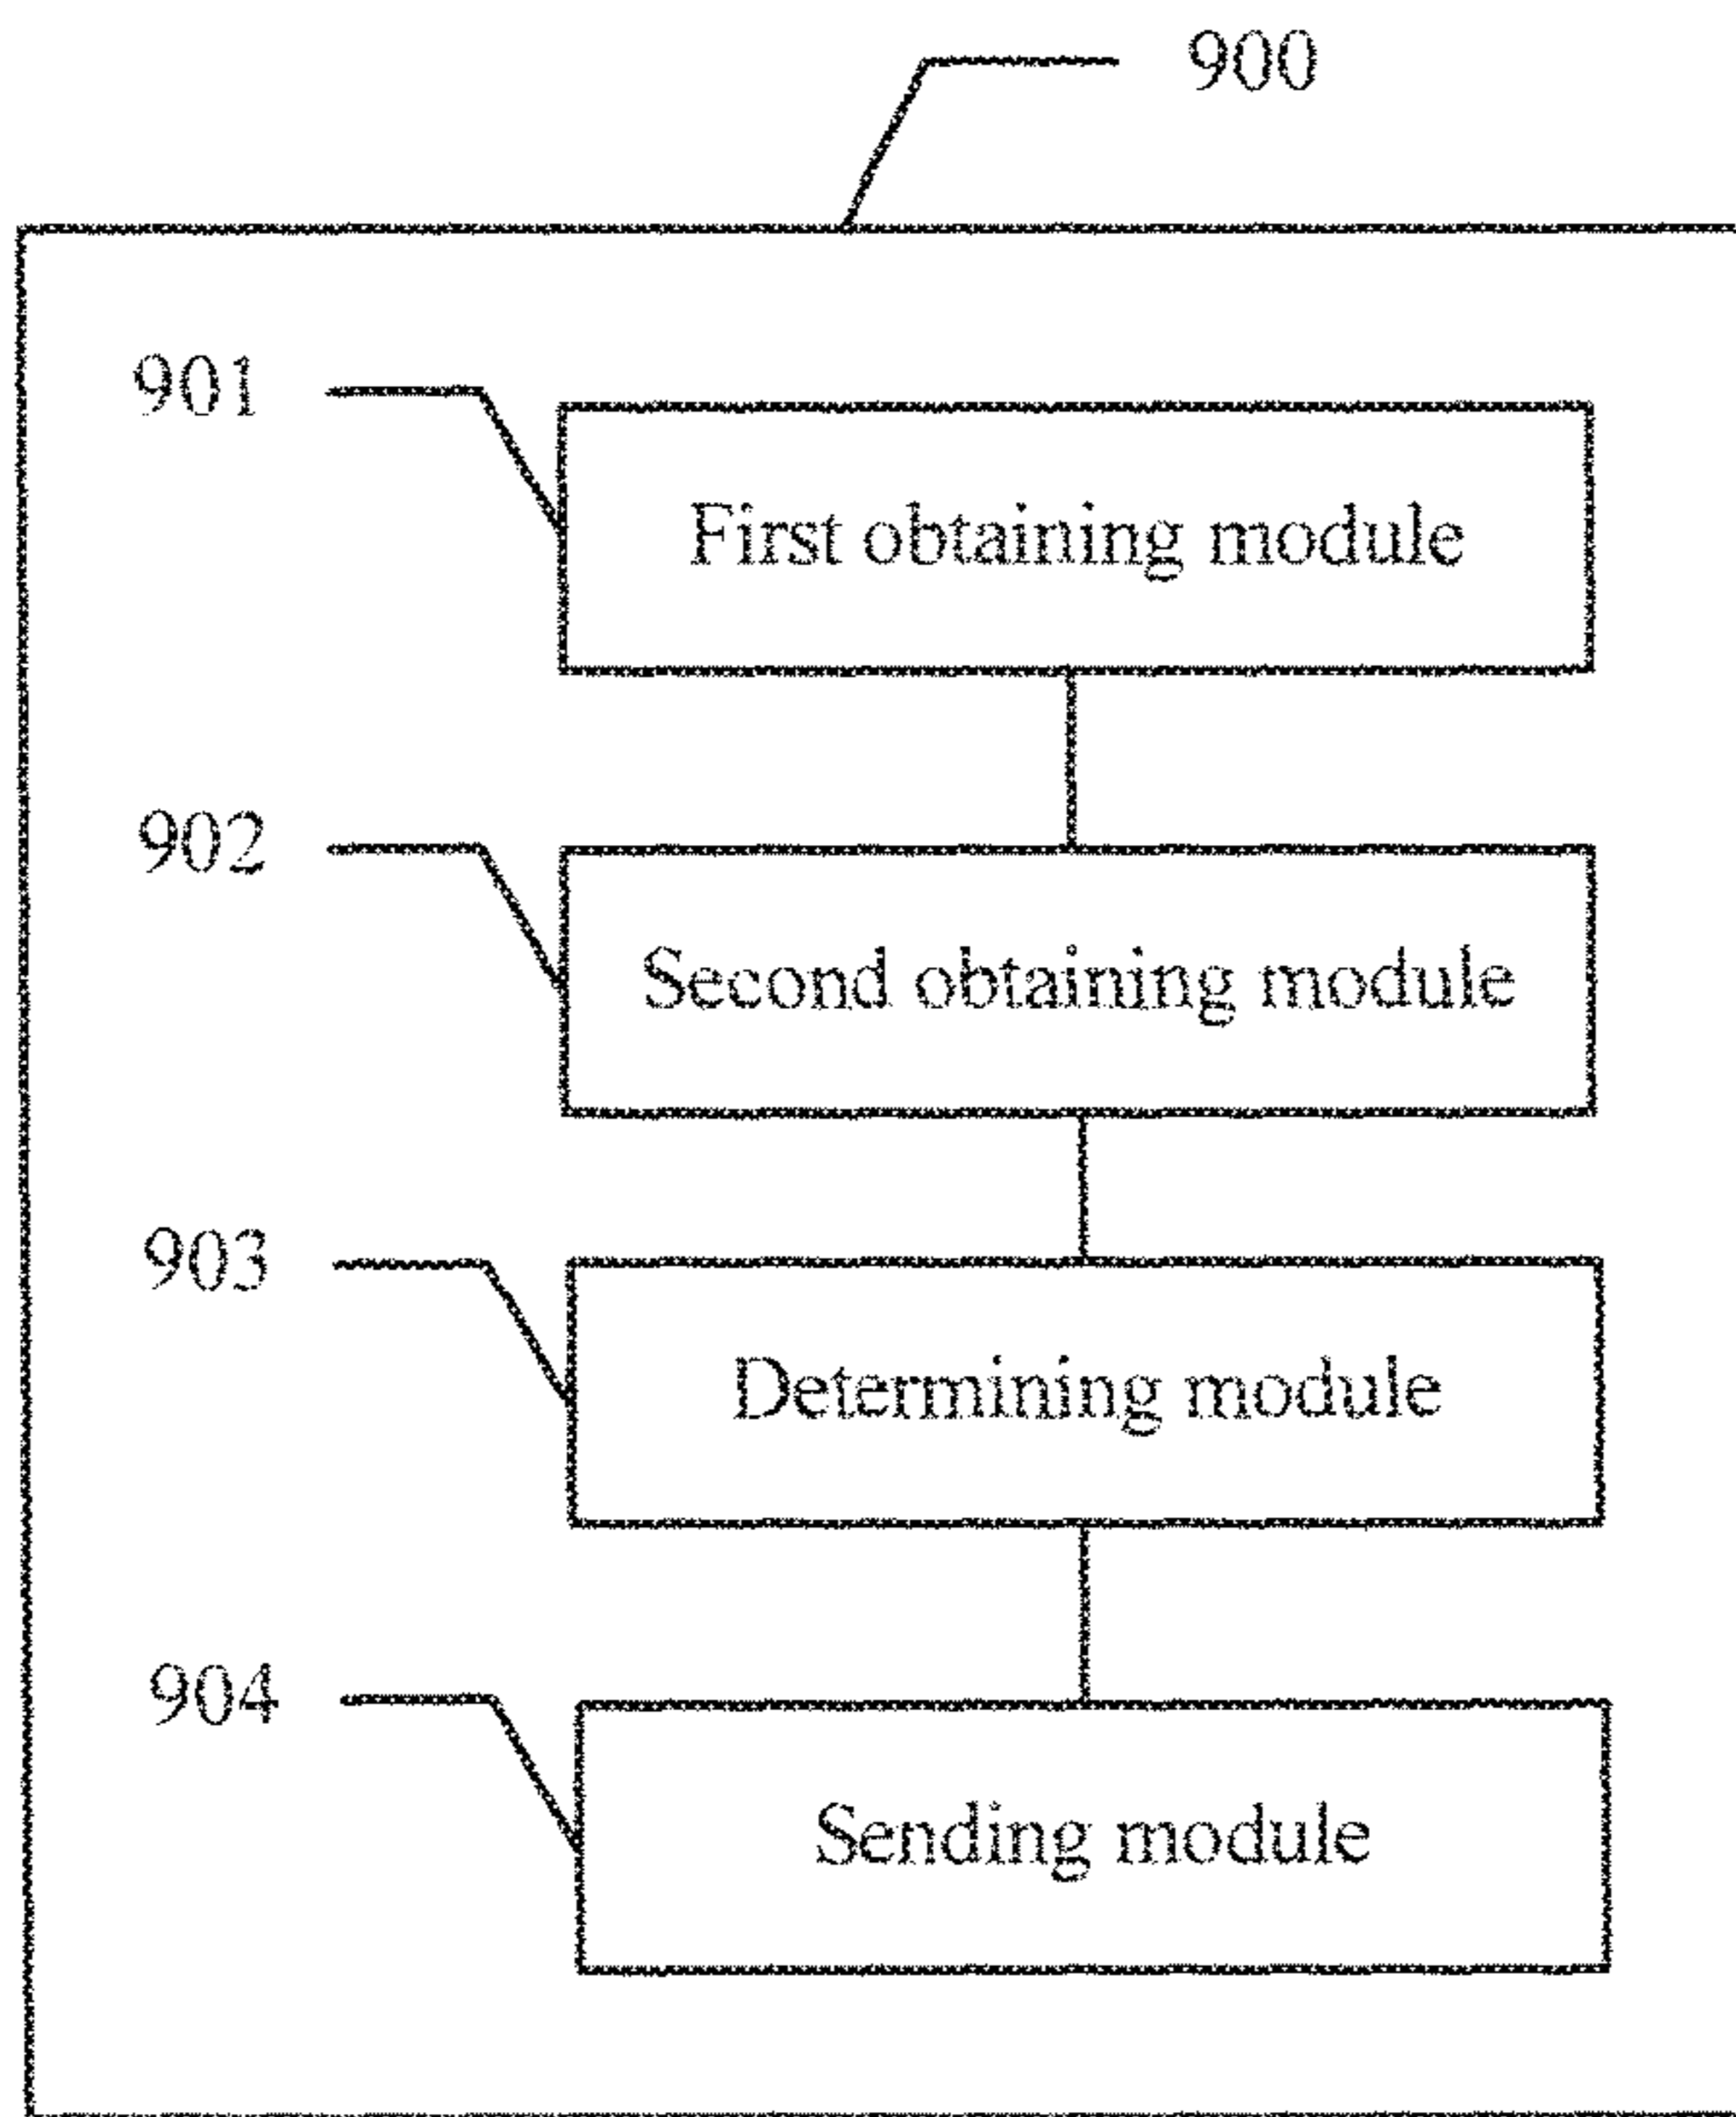 900
901
First obtaining module
902
Second obtaining module
903
Determining module
904
Sending module